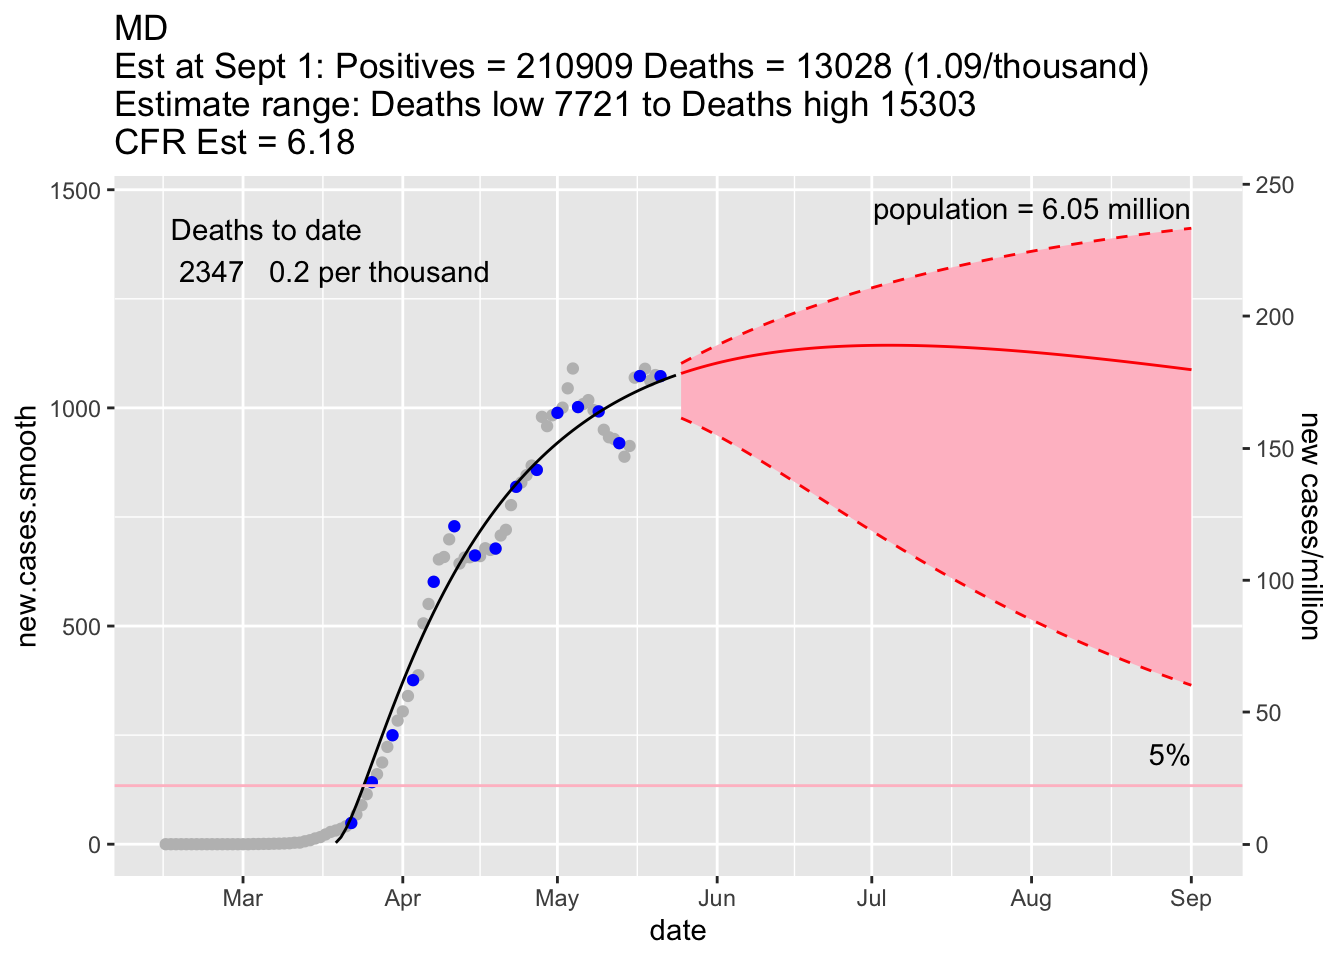 MD
Est at Sept 1: Positives = 210909 Deaths = 13028 (1.09/thousand)
Estimate range: Deaths low 7721 to Deaths high 15303
CFR Est = 6.18
1500
250
population = 6.05 million
Deaths to date
2347 0.2 per thousand
200
1000
150
new.cases.smooth
new cases/million
100
500
50
5%
0
0
Mar Apr May Jun Jul Aug Sep
date